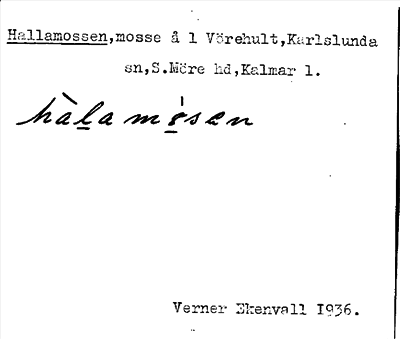 Hallamossen,mosse å 1 Vörehult,Karlslunda
sn,S.Möre hd,Kalmar l.
hàlamosen
Verner Ekenvall 1936.